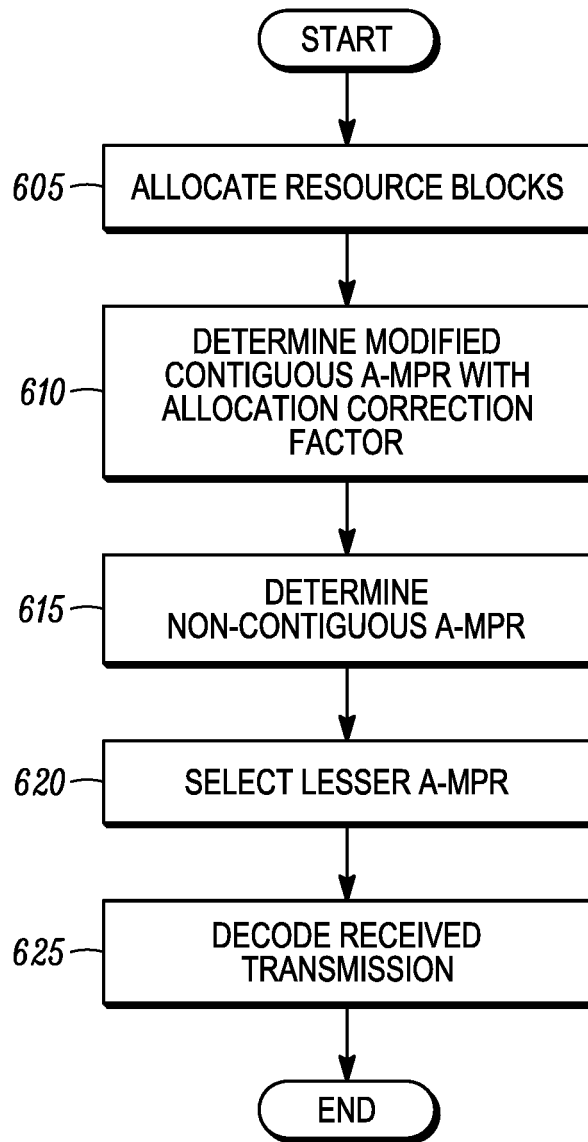 START
605
ALLOCATE RESOURCE BLOCKS
610
DETERMINE MODIFIED
CONTIGUOUS A-MPR WITH
ALLOCATION CORRECTION
FACTOR
615
DETERMINE
NON-CONTIGUOUS A-MPR
620
SELECT LESSER A-MPR
625
DECODE RECEIVED
TRANSMISSION
END